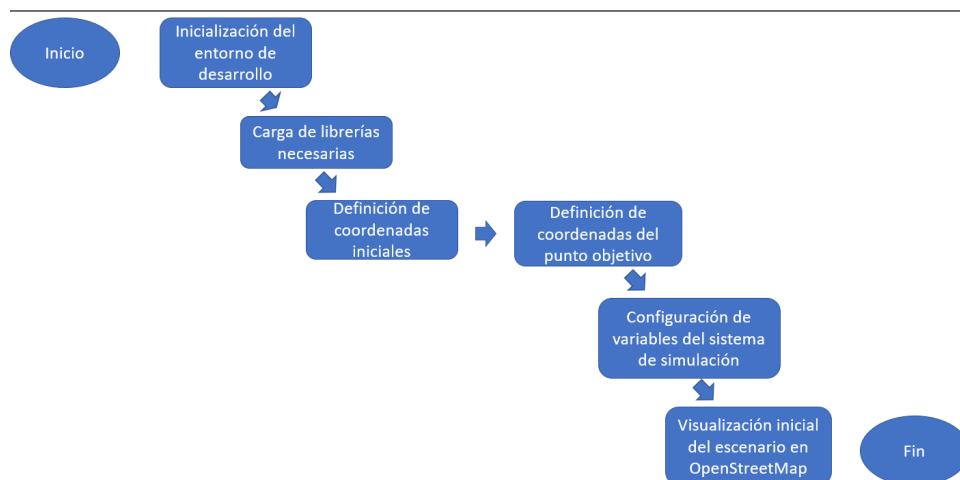 Inicio
Inicialización del
entorno de
desarrollo
Carga de librerías
necesarias
Definición de
coordenadas
iniciales
Definición de
coordenadas del
punto objetivo
Configuración de
variables del sistema
de simulación
Visualización inicial
del escenario en
OpenStreetMap
Fin